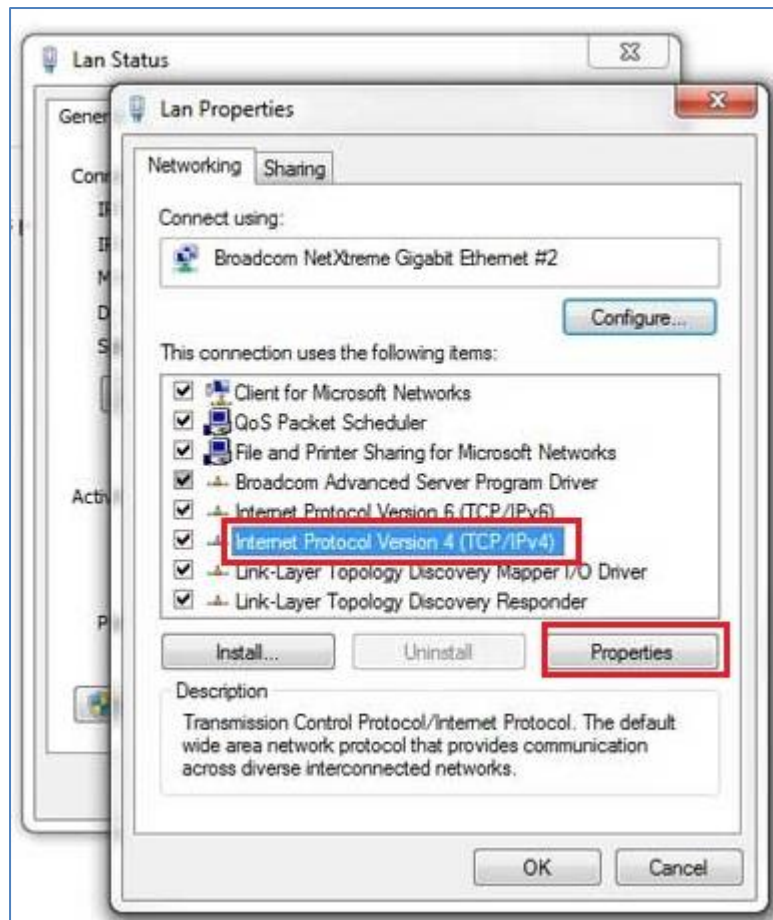 Lan Status
Lan Properties
Gener
Networking
Sharing
Conn
Connect using:
Broadcom NetXtreme Gigabit Ethernet #2
Configure...
This connection uses the following items:
Client for Microsoft Networks
QoS Packet Scheduler
File and Printer Sharing for Microsoft Networks
Broadcom Advanced Server Program Driver
Activ
Internet Protocol Version 6 (TCP/IPv6)
Internet Protocol Version 4 (TCP/IPv4)
Link-Layer Topology Discovery Mapper I/O Driver
Link-Layer Topology Discovery Responder
Install...
Uninstall
Properties
Description
Transmission Control Protocol/Internet Protocol. The default
wide area network protocol that provides communication
across diverse interconnected networks.
OK
Cancel